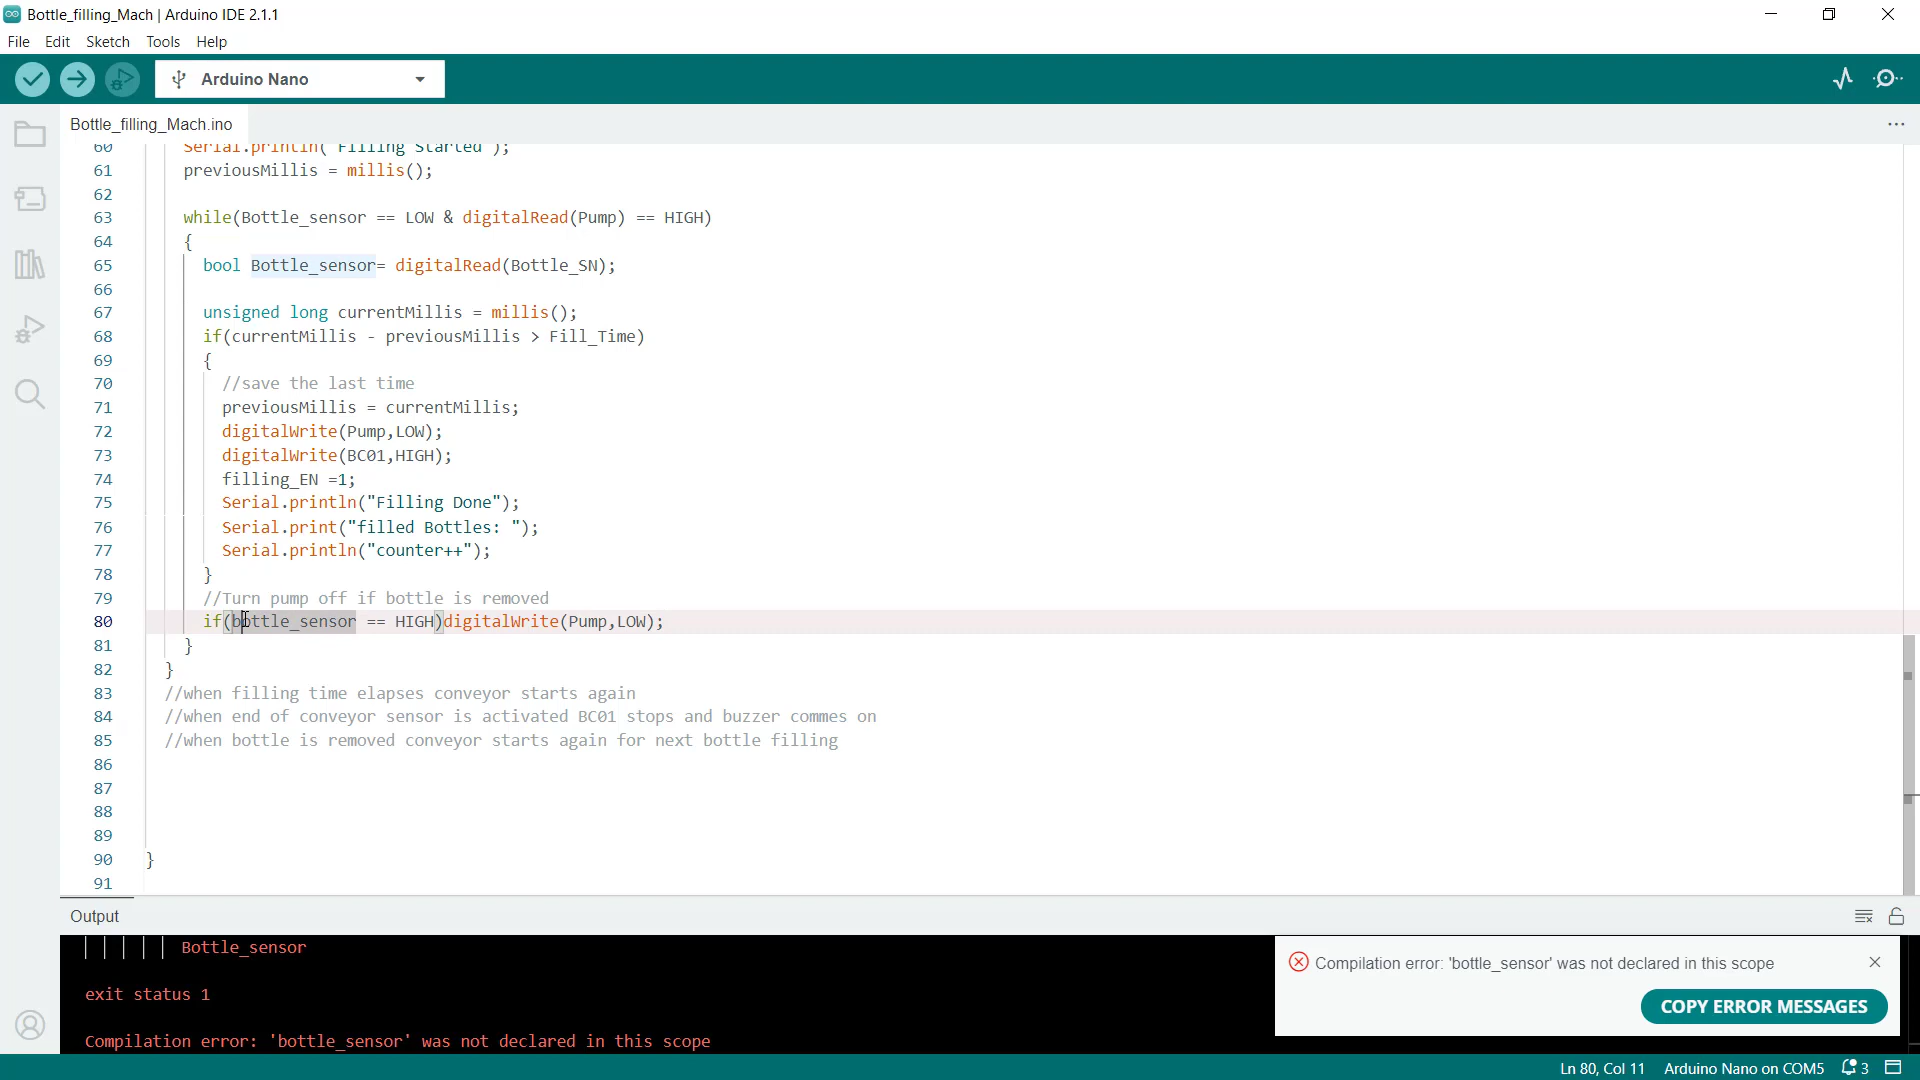 Bottle_filling_Mach | Arduino IDE 2.1.1
File Edit Sketch Tools Help
Arduino Nano
Bottle_filling_Mach.ino
60 Serial.println("Filling Started");
61 previousMillis = millis();
62
63 while(Bottle_sensor == LOW & digitalRead(Pump) == HIGH)
64 {
65 bool Bottle_sensor= digitalRead(Bottle_SN);
66
67 unsigned long currentMillis = millis();
68 if(currentMillis - previousMillis > Fill_Time)
69 {
70 //save the last time
71 previousMillis = currentMillis;
72 digitalWrite(Pump,LOW);
73 digitalWrite(BC01,HIGH);
74 filling_EN =1;
75 Serial.println("Filling Done");
76 Serial.print("filled Bottles: ");
77 Serial.println("counter++");
78 }
79 //Turn pump off if bottle is removed
80 if(bottle_sensor == HIGH)digitalWrite(Pump,LOW);
81 }
82 }
83 //when filling time elapses conveyor starts again
84 //when end of conveyor sensor is activated BC01 stops and buzzer commes on
85 //when bottle is removed conveyor starts again for next bottle filling
86
87
88
89
90 }
91
Output
| | | | | Bottle_sensor
exit status 1
Compilation error: 'bottle_sensor' was not declared in this scope
Compilation error: 'bottle_sensor' was not declared in this scope
COPY ERROR MESSAGES
Ln 80, Col 11 Arduino Nano on COM5 3